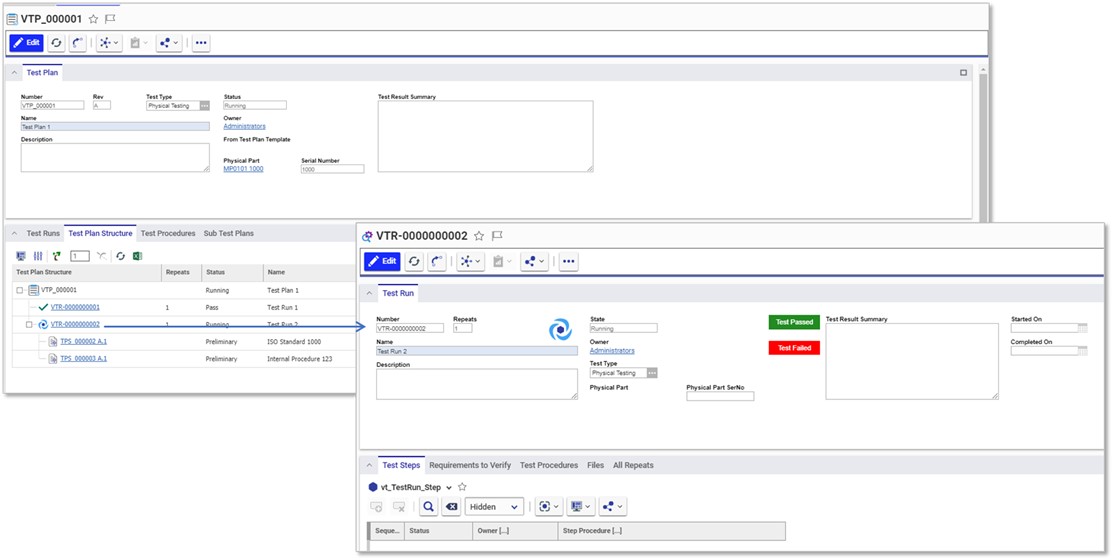 VTP_000001
Edit
Test Plan
Number Rev Test Type Status Test Result Summary
VTP_000001 A Physical Testing ... Running
Name Owner
Test Plan 1 Administrators
Description From Test Plan Template
Physical Part Serial Number
MP0101 1000 1000
Test Runs Test Plan Structure Test Procedures Sub Test Plans
1
Test Plan Structure Repeats Status Name
VTP_000001 Running Test Plan 1
VTR-0000000001 1 Pass Test Run 1
VTR-0000000002 1 Running Test Run 2
TPS_000002 A.1 Preliminary ISO Standard 1000
TPS_000003 A.1 Preliminary Internal Procedure 123
VTR-0000000002
Edit
Test Run
Number Repeats State Test Passed Test Result Summary Started On
VTR-0000000002 1 Running
Name Owner Test Failed Completed On
Test Run 2 Administrators
Description Test Type
Physical Testing ...
Physical Part Physical Part SerNo
Test Steps Requirements to Verify Test Procedures Files All Repeats
vt_TestRun_Step
Hidden
Seque... Status Owner [...] Step Procedure [...]